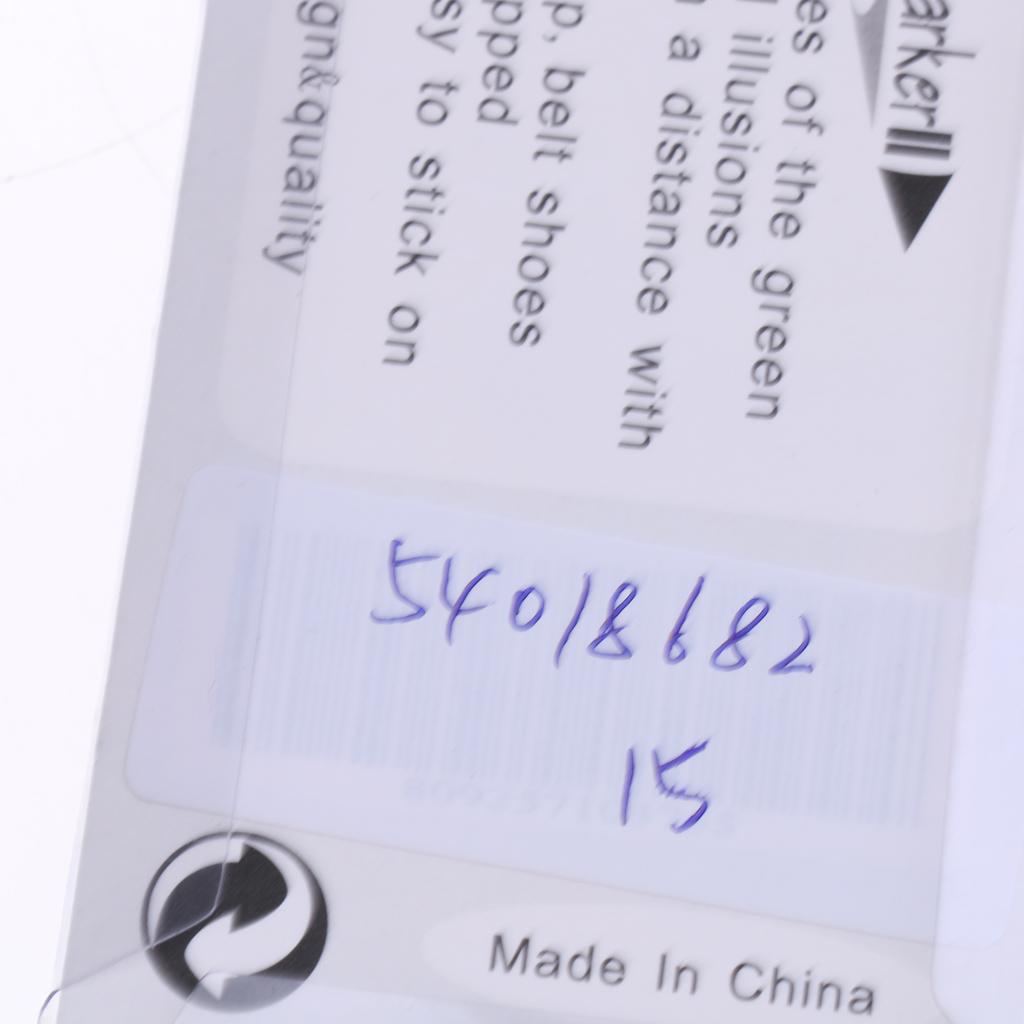 arker
es of the green
illusions
a distance with
p, belt shoes
pped
sy to stick on
gn&quality
54018682
15
Made In China